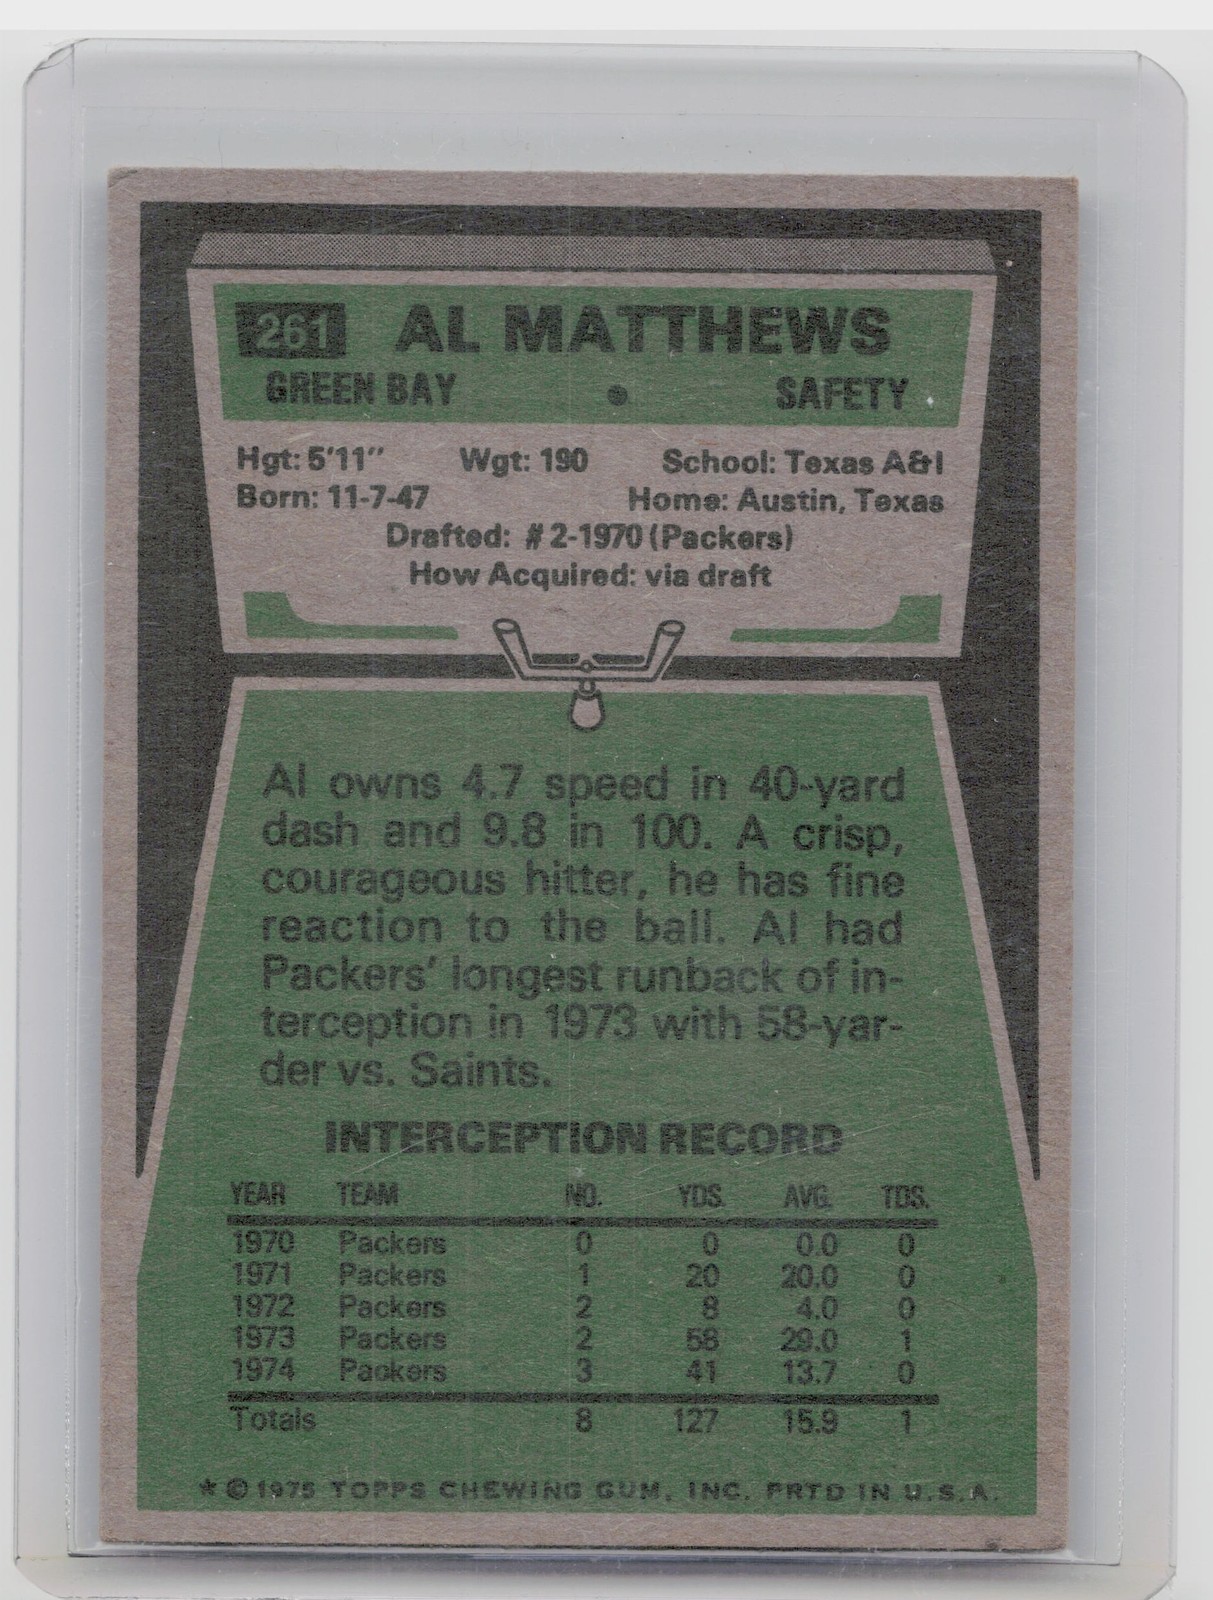 261 AL MATTHEWS
GREEN BAY • SAFETY
Hgt: 5'11" Wgt: 190 School: Texas A&I
Born: 11-7-47 Home: Austin, Texas
Drafted: #2-1970 (Packers)
How Acquired: via draft
Al owns 4.7 speed in 40-yard
dash and 9.8 in 100. A crisp,
courageous hitter, he has fine
reaction to the ball. Al had
Packers' longest runback of in-
terception in 1973 with 58-yar-
der vs. Saints.
INTERCEPTION RECORD
YEAR TEAM NO. YDS. AVG. TDS.
1970 Packers 0 0 0.0 0
1971 Packers 1 20 20.0 0
1972 Packers 2 8 4.0 0
1973 Packers 2 58 29.0 1
1974 Packers 3 41 13.7 0
Totals 8 127 15.9 1
* © 1975 TOPPS CHEWING GUM, INC. PRTD IN U.S.A.